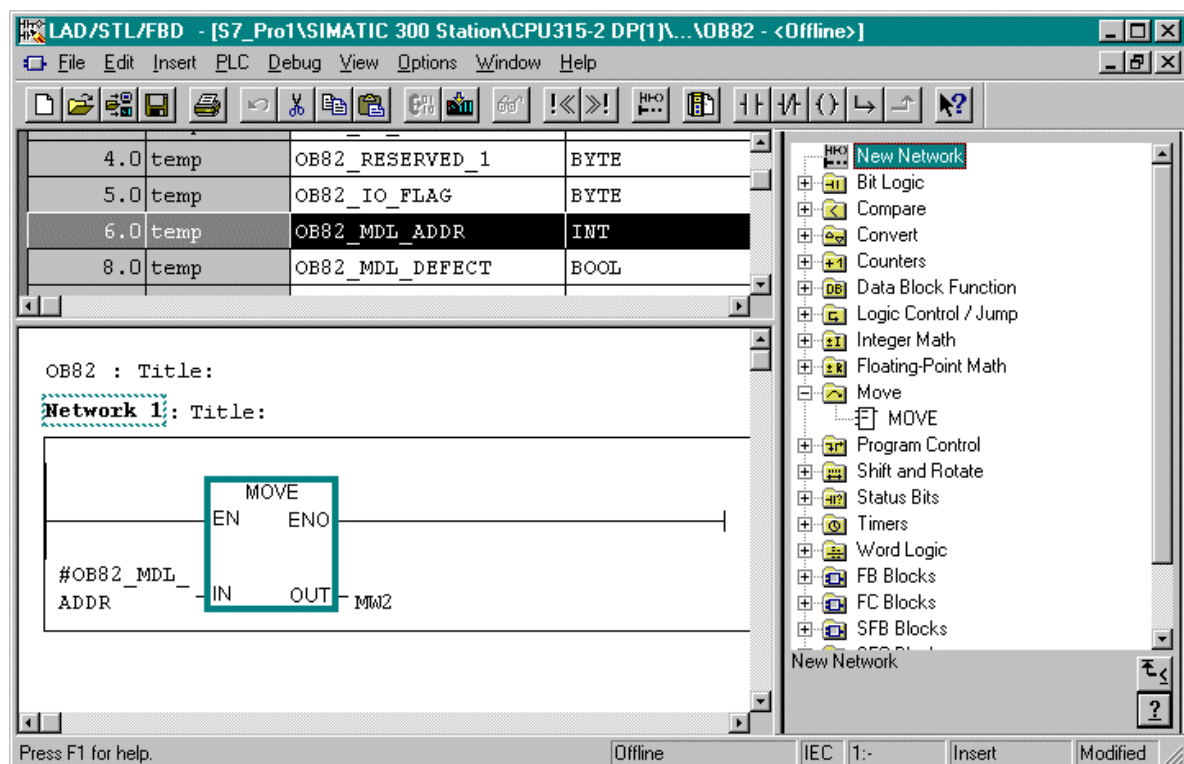 LAD/STL/FBD - [S7_Pro1\SIMATIC 300 Station\CPU315-2 DP(1)\...\OB82 - <Offline>]
File Edit Insert PLC Debug View Options Window Help
4.0 temp OB82_RESERVED_1 BYTE
5.0 temp OB82_IO_FLAG BYTE
6.0 temp OB82_MDL_ADDR INT
8.0 temp OB82_MDL_DEFECT BOOL
OB82 : Title:
Network 1: Title:
MOVE
EN ENO
#OB82_MDL_
ADDR
IN OUT MW2
New Network
Bit Logic
Compare
Convert
Counters
DB Data Block Function
Logic Control / Jump
Integer Math
Floating-Point Math
Move
MOVE
Program Control
Shift and Rotate
Status Bits
Timers
Word Logic
FB Blocks
FC Blocks
SFB Blocks
New Network
Press F1 for help.
Offline
IEC 1:- Insert Modified